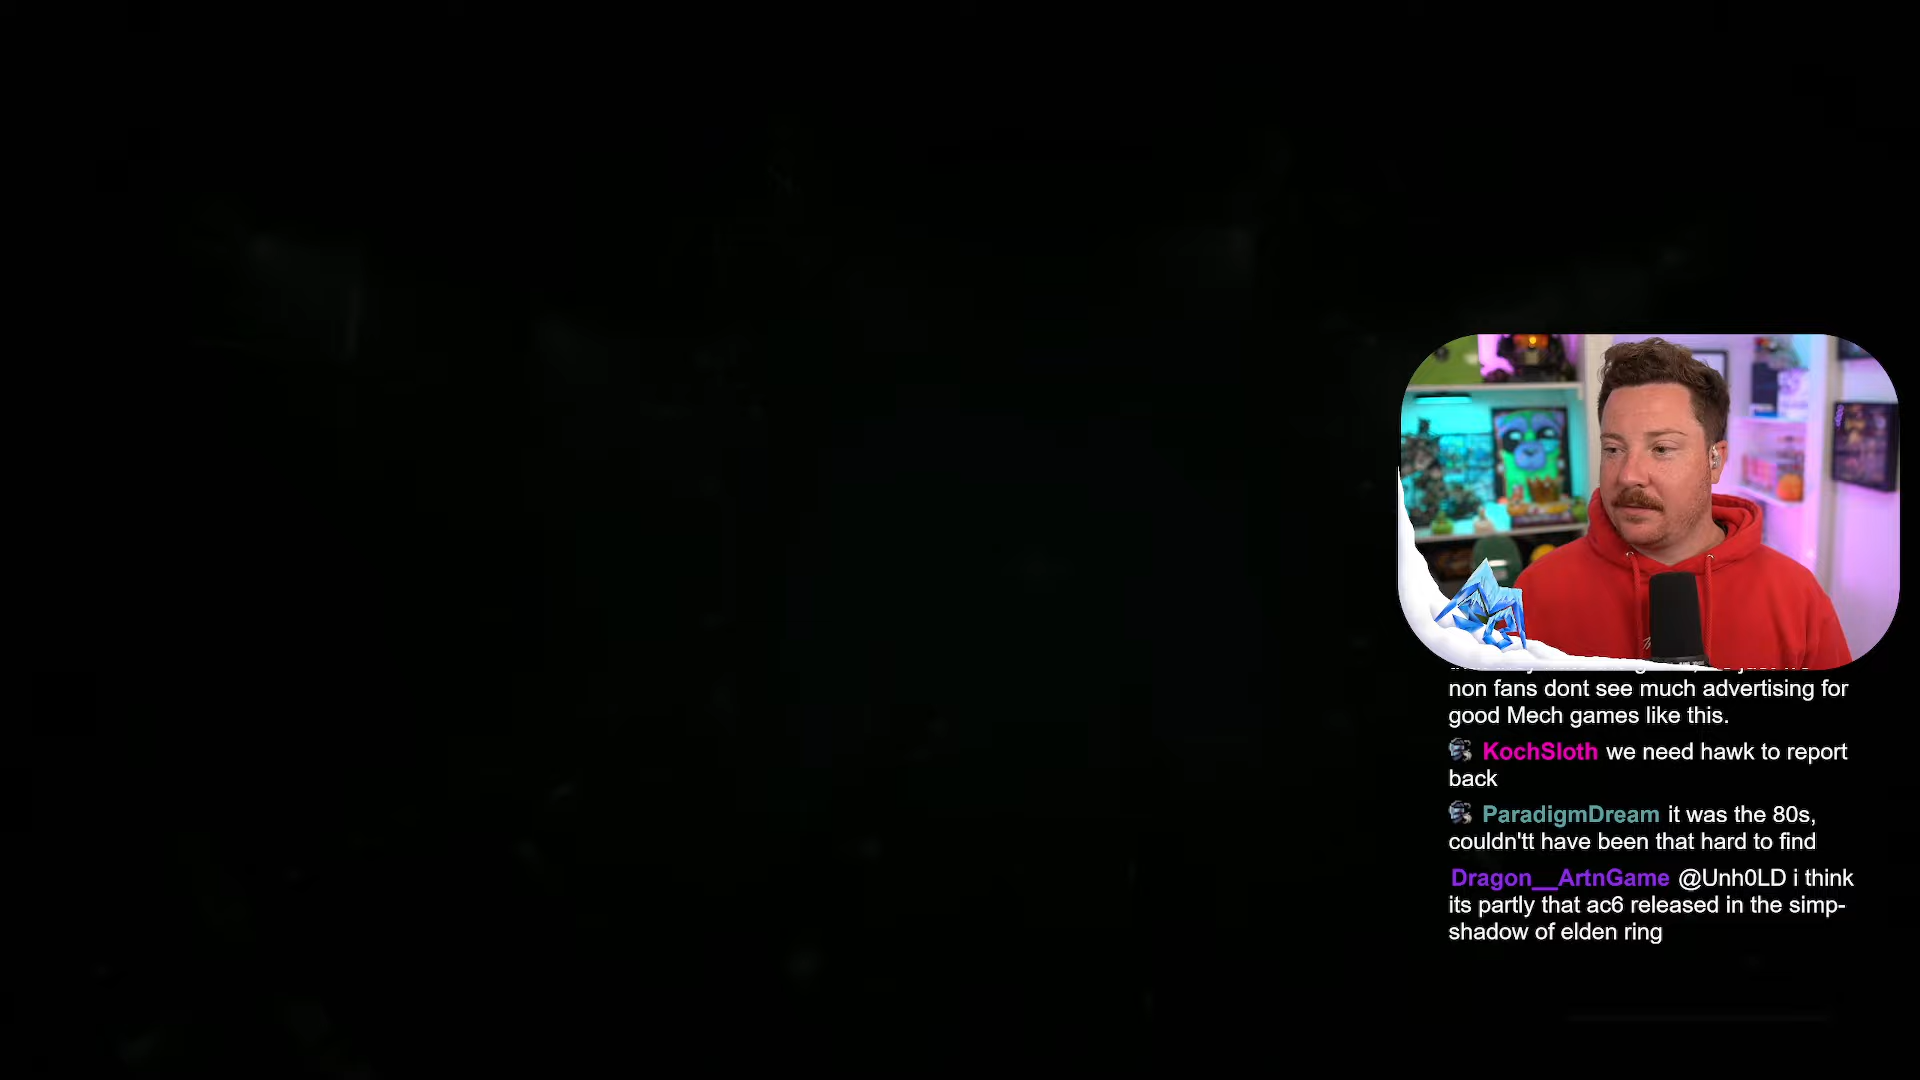 non fans dont see much advertising for
good Mech games like this.
KochSloth we need hawk to report
back
ParadigmDream it was the 80s,
couldn'tt have been that hard to find
Dragon__ArtnGame @Unh0LD i think
its partly that ac6 released in the simp-
shadow of elden ring